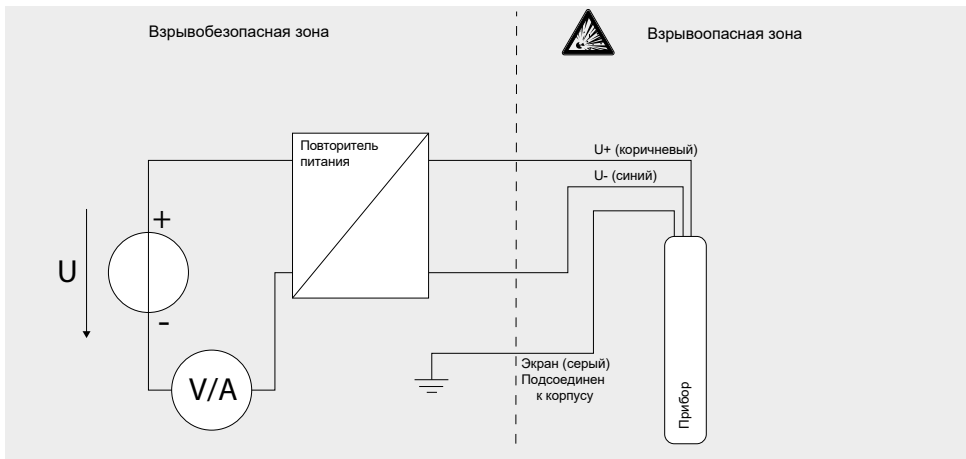 Взрывобезопасная зона
Взрывоопасная зона
Повторитель
питания
U+ (коричневый)
U- (синий)
+
U
-
V/A
Экран (серый)
Подсоединен
к корпусу
Прибор